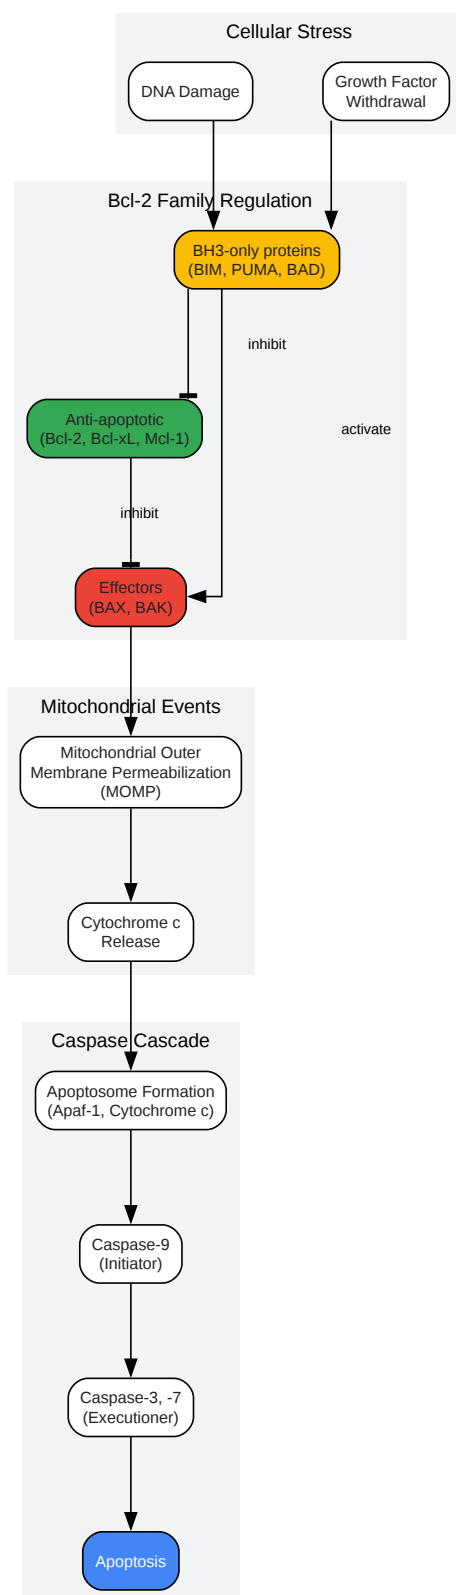 Cellular Stress
DNA Damage
Growth Factor
Withdrawal
Bcl-2 Family Regulation
BH3-only proteins
(BIM, PUMA, BAD)
inhibit
Anti-apoptotic
(Bcl-2, Bcl-xL, Mcl-1)
activate
inhibit
Effectors
(BAX, BAK)
Mitochondrial Events
Mitochondrial Outer
Membrane Permeabilization
(MOMP)
Cytochrome c
Release
Caspase Cascade
Apoptosome Formation
(Apaf-1, Cytochrome c)
Caspase-9
(Initiator)
Caspase-3, -7
(Executioner)
Apoptosis